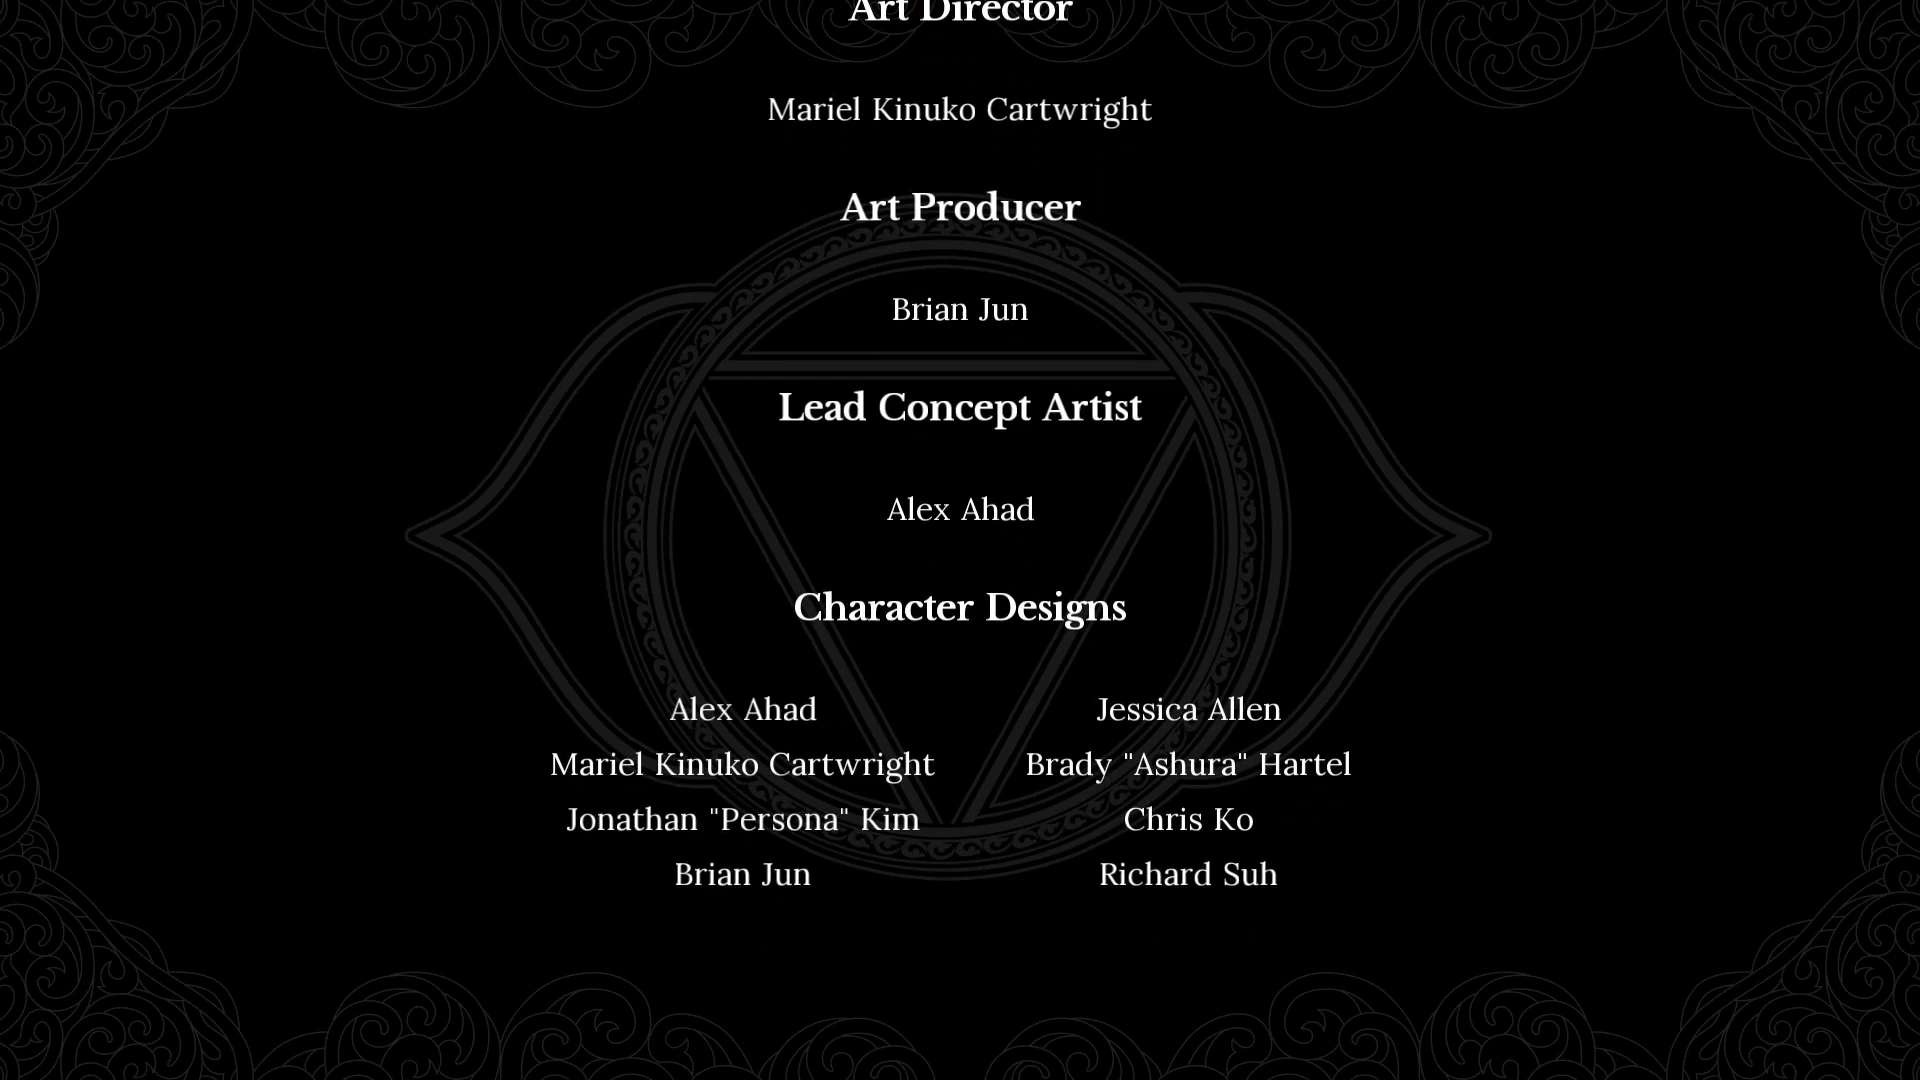 Art Director
Mariel Kinuko Cartwright
Art Producer
Brian Jun
Lead Concept Artist
Alex Ahad
Character Designs
Alex Ahad Jessica Allen
Mariel Kinuko Cartwright Brady "Ashura" Hartel
Jonathan "Persona" Kim Chris Ko
Brian Jun Richard Suh